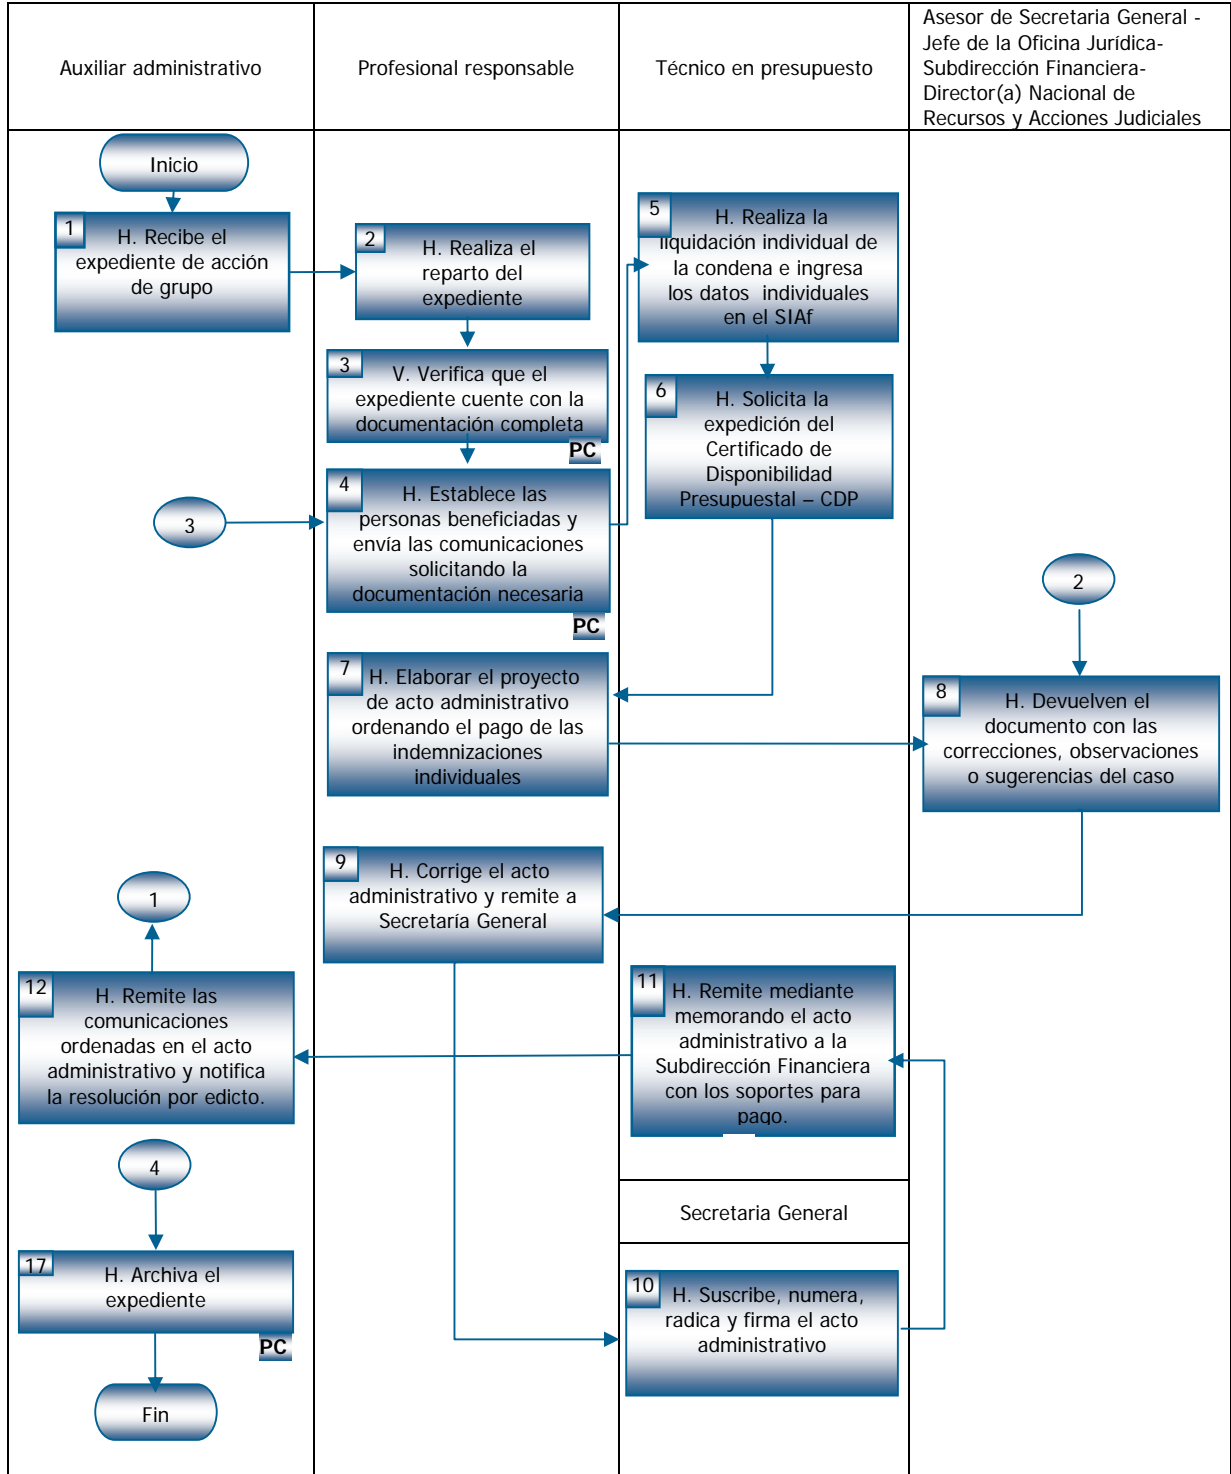 Auxiliar administrativo
Profesional responsable
Técnico en presupuesto
Asesor de Secretaria General -
Jefe de la Oficina Jurídica-
Subdirección Financiera-
Director(a) Nacional de
Recursos y Acciones Judiciales
Inicio
1
H. Recibe el
expediente de acción
de grupo
2
H. Realiza el
reparto del
expediente
3
V. Verifica que el
expediente cuente con la
documentación completa
PC
3
4
H. Establece las
personas beneficiadas y
envía las comunicaciones
solicitando la
documentación necesaria
PC
5
H. Realiza la
liquidación individual de
la condena e ingresa
los datos individuales
en el SIAf
6
H. Solicita la
expedición del
Certificado de
Disponibilidad
Presupuestal – CDP
7
H. Elaborar el proyecto
de acto administrativo
ordenando el pago de las
indemnizaciones
individuales
2
8
H. Devuelven el
documento con las
correcciones, observaciones
o sugerencias del caso
9
H. Corrige el acto
administrativo y remite a
Secretaría General
1
12
H. Remite las
comunicaciones
ordenadas en el acto
administrativo y notifica
la resolución por edicto.
11
H. Remite mediante
memorando el acto
administrativo a la
Subdirección Financiera
con los soportes para
pago.
4
Secretaria General
17
H. Archiva el
expediente
PC
10
H. Suscribe, numera,
radica y firma el acto
administrativo
Fin